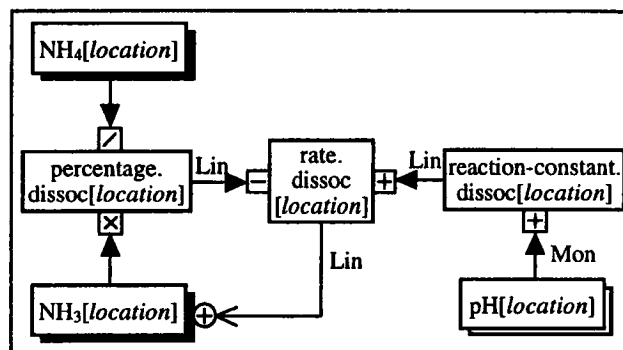 NH₄[location]
percentage.
dissoc[location]
Lin
−
rate.
dissoc
[location]
+
Lin
reaction-constant.
dissoc[location]
/
×
+
Mon
Lin
NH₃[location]
+
pH[location]